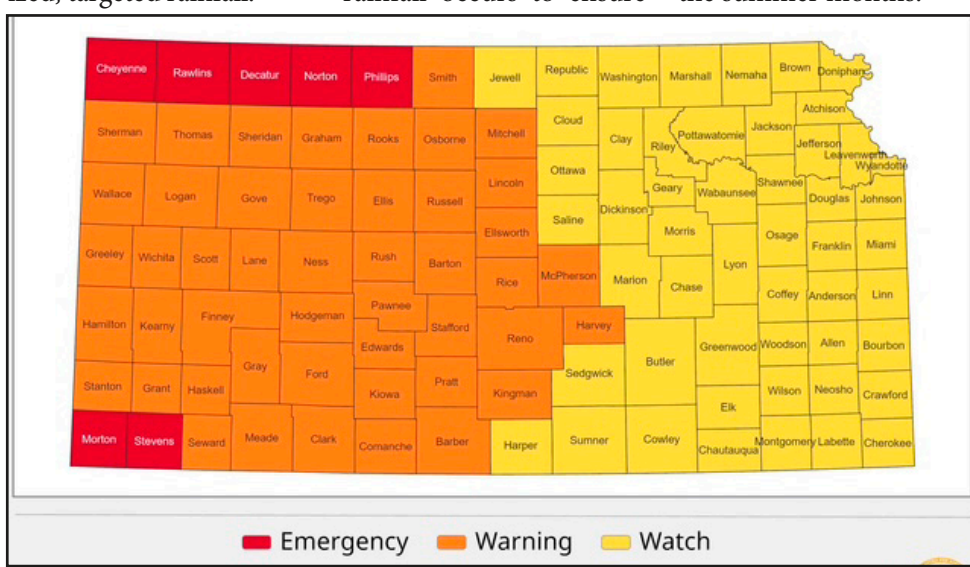 rainfall occurs to ensure
the summer months.
Cheyenne Rawlins Decatur Norton Phillips Smith Jewell Republic Washington Marshall Nemaha Brown Doniphan
Atchison
Sherman Thomas Sheridan Graham Rooks Osborne Mitchell Cloud Clay Riley Pottawatomie Jackson Jefferson Leavenworth Wyandotte
Wallace Logan Gove Trego Ellis Russell Lincoln Ottawa Dickinson Geary Wabaunsee Shawnee Douglas Johnson
Ellsworth Saline Morris
Greeley Wichita Scott Lane Ness Rush Barton Rice McPherson Marion Chase Lyon Osage Franklin Miami
Coffey Anderson Linn
Hamilton Kearny Finney Hodgeman Pawnee Stafford Reno Harvey
Edwards
Gray Ford Sedgwick Butler Greenwood Woodson Allen Bourbon
Stanton Grant Haskell Kiowa Pratt Kingman Elk Wilson Neosho Crawford
Morton Stevens Seward Meade Clark Comanche Barber Harper Sumner Cowley Chautauqua Montgomery Labette Cherokee
Emergency Warning Watch